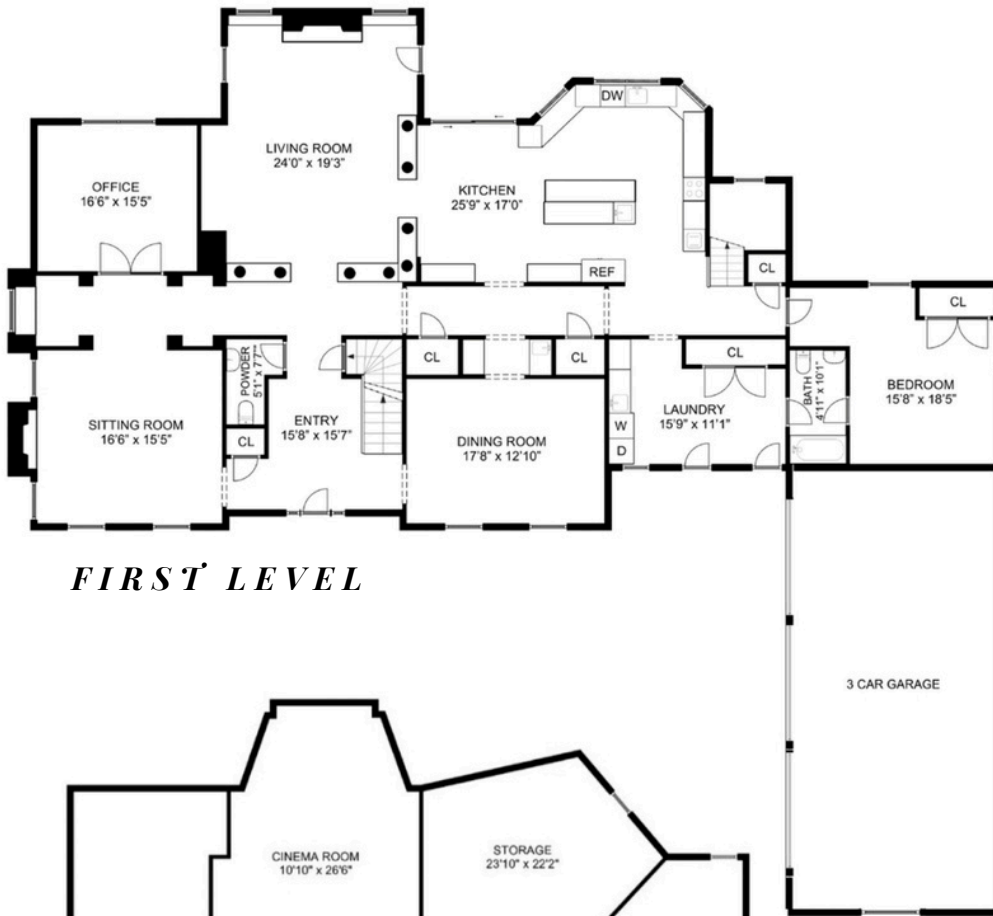 LIVING ROOM
24'0" x 19'3"
OFFICE
16'6" x 15'5"
KITCHEN
25'9" x 17'0"
DW
REF
CL
CL
BEDROOM
15'8" x 18'5"
BATH
4'11" x 10'1"
CL
CL
CL
POWDER
5'1" x 7'7"
CL
SITTING ROOM
16'6" x 15'5"
ENTRY
15'8" x 15'7"
DINING ROOM
17'8" x 12'10"
LAUNDRY
15'9" x 11'1"
W
D
FIRST LEVEL
3 CAR GARAGE
CINEMA ROOM
10'10" x 26'6"
STORAGE
23'10" x 22'2"